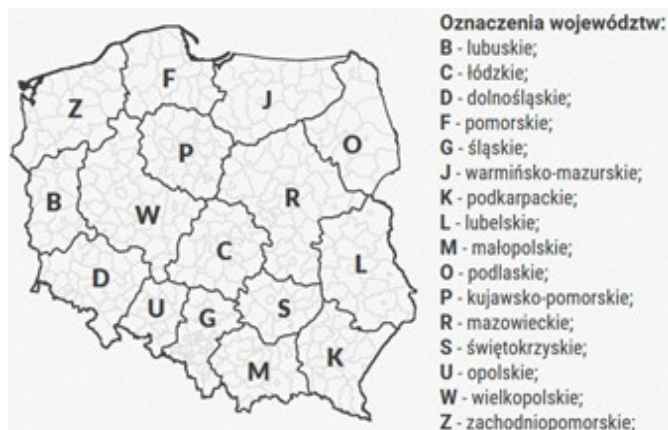 F
Z
J
O
P
B
R
W
C
L
D
U
G
S
K
M
Oznaczenia województw:
B - lubuskie;
C - łódzkie;
D - dolnośląskie;
F - pomorskie;
G - śląskie;
J - warmińsko-mazurskie;
K - podkarpackie;
L - lubelskie;
M - małopolskie;
O - podlaskie;
P - kujawsko-pomorskie;
R - mazowieckie;
S - świętokrzyskie;
U - opolskie;
W - wielkopolskie;
Z - zachodniopomorskie;